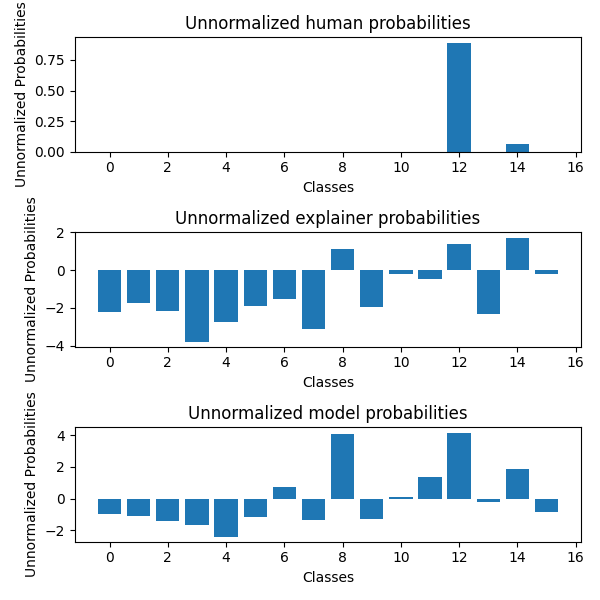 Unnormalized human probabilities
Unnormalized Probabilities
0.75
0.50
0.25
0.00
0 2 4 6 8 10 12 14 16
Classes
Unnormalized explainer probabilities
Unnormalized Probabilities
2
0
−2
−4
0 2 4 6 8 10 12 14 16
Classes
Unnormalized model probabilities
Unnormalized Probabilities
4
2
0
−2
0 2 4 6 8 10 12 14 16
Classes